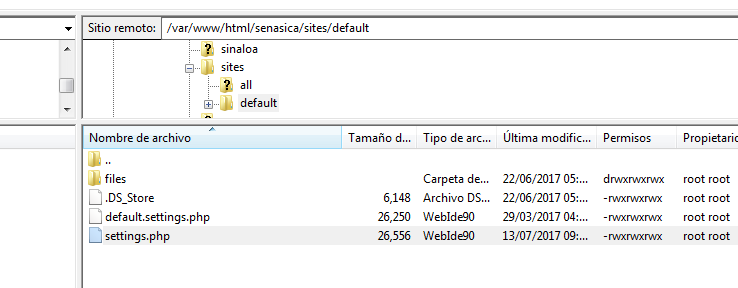 Sitio remoto: /var/www/html/senasica/sites/default
sinaloa
sites
all
default
Nombre de archivo Tamaño d... Tipo de arc... Última modific... Permisos Propietario
..
files Carpeta de... 22/06/2017 05:... drwxrwxrwx root root
.DS_Store 6,148 Archivo DS... 22/06/2017 05:... -rwxrwxrwx root root
default.settings.php 26,250 WebIde90 29/03/2017 04:... -rwxrwxrwx root root
settings.php 26,556 WebIde90 13/07/2017 09:... -rwxrwxrwx root root